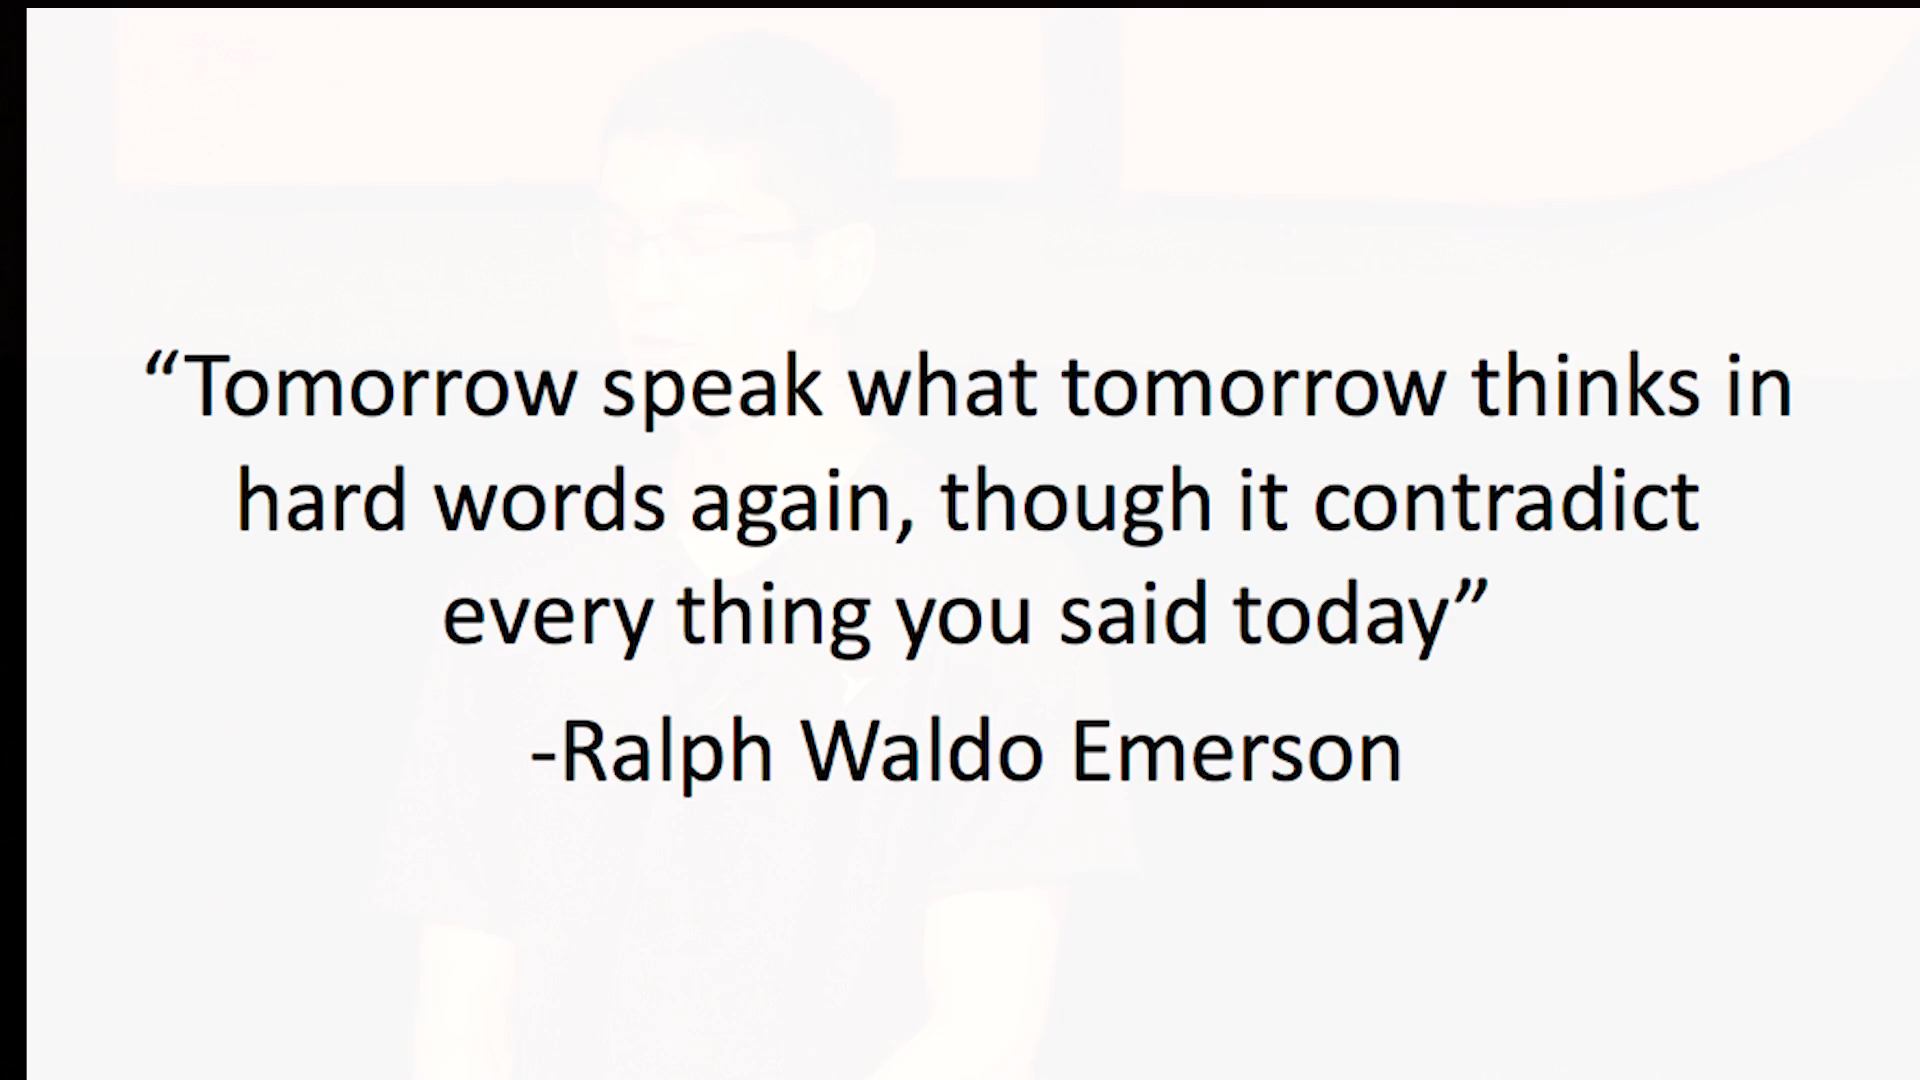 “Tomorrow speak what tomorrow thinks in
hard words again, though it contradict
every thing you said today”
-Ralph Waldo Emerson